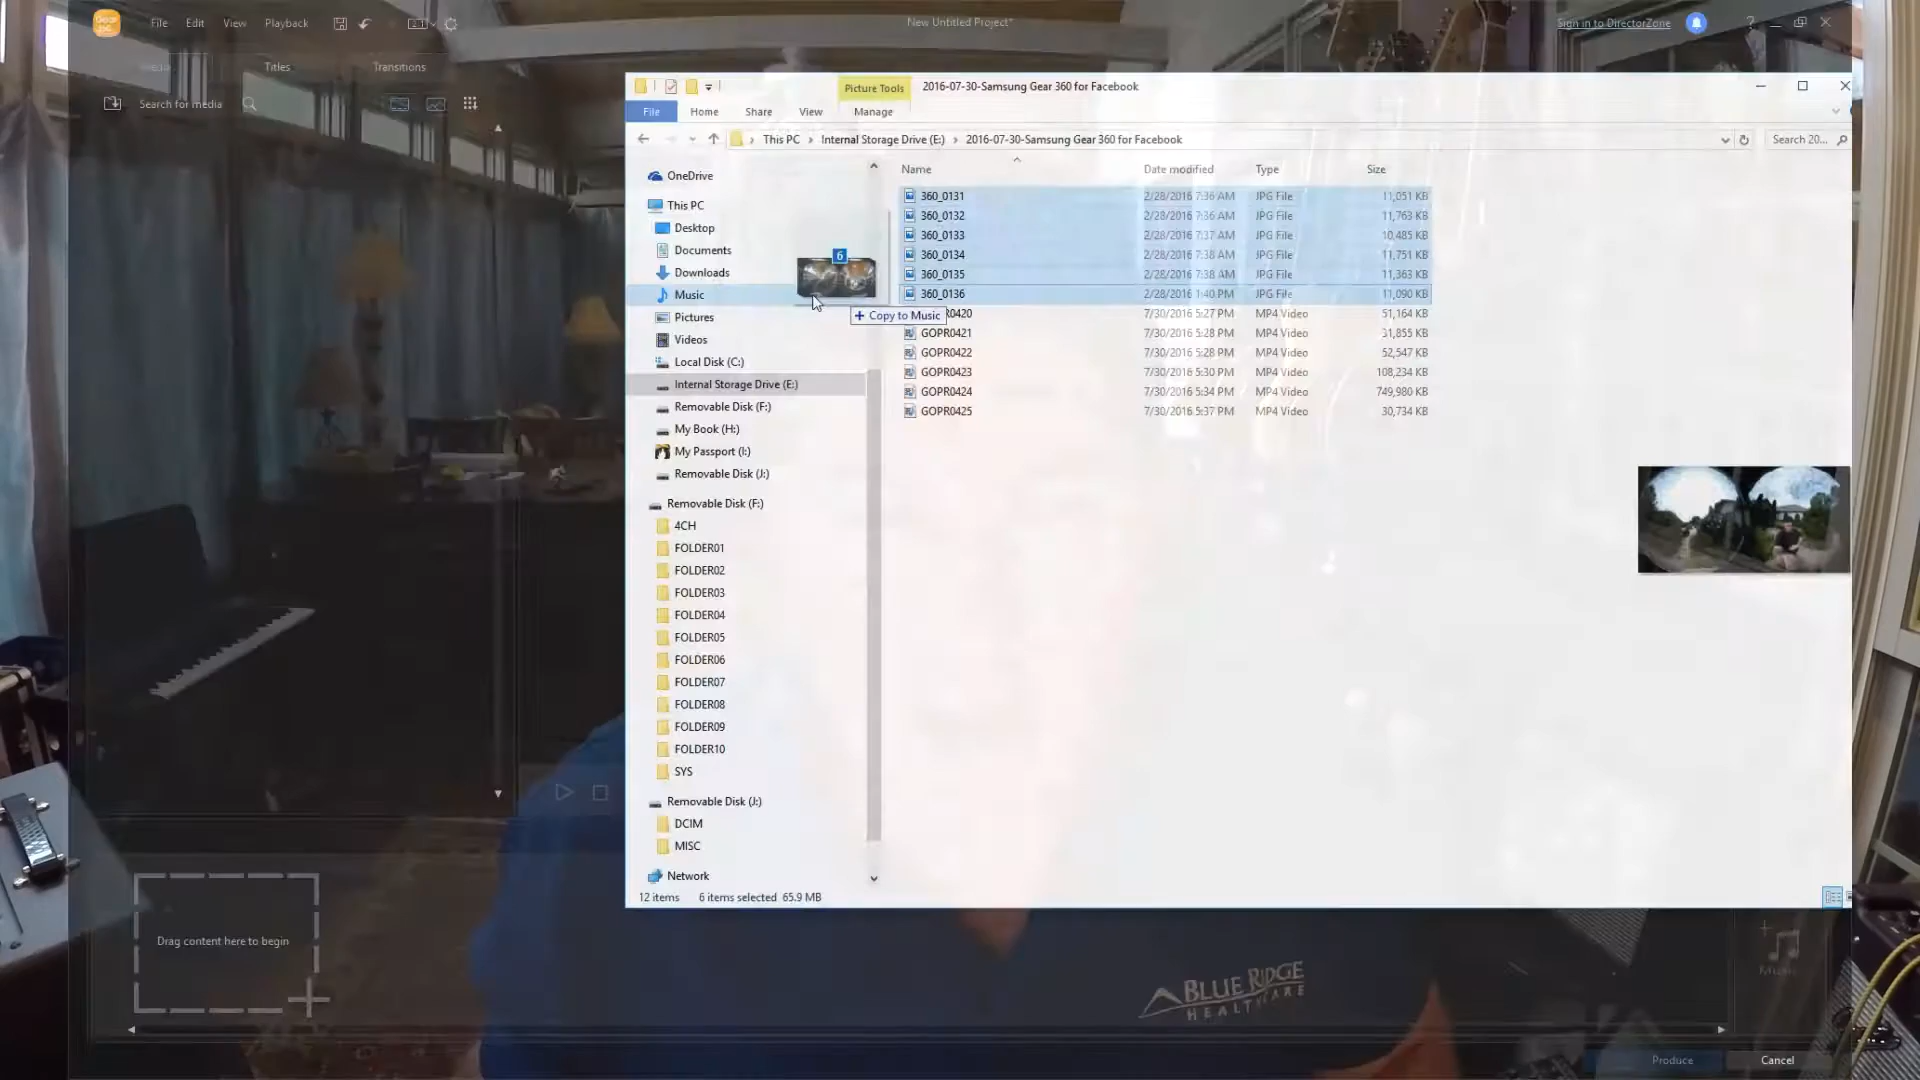 Gear 360 File Edit View Playback New Untitled Project* Sign in to DirectorZone ?
Titles Transitions
Search for media
Picture Tools 2016-07-30-Samsung Gear 360 for Facebook
File Home Share View Manage
This PC > Internal Storage Drive (E:) > 2016-07-30-Samsung Gear 360 for Facebook Search 20...
OneDrive
This PC
Desktop
Documents
Downloads
Music
Pictures
Videos
Local Disk (C:)
Internal Storage Drive (E:)
Removable Disk (F:)
My Book (H:)
My Passport (I:)
Removable Disk (J:)
Removable Disk (F:)
4CH
FOLDER01
FOLDER02
FOLDER03
FOLDER04
FOLDER05
FOLDER06
FOLDER07
FOLDER08
FOLDER09
FOLDER10
SYS
Removable Disk (J:)
DCIM
MISC
Network
Name Date modified Type Size
360_0131 2/28/2016 7:36 AM JPG File 11,051 KB
360_0132 2/28/2016 7:36 AM JPG File 11,763 KB
360_0133 2/28/2016 7:37 AM JPG File 10,485 KB
360_0134 2/28/2016 7:38 AM JPG File 11,751 KB
360_0135 2/28/2016 7:38 AM JPG File 11,363 KB
360_0136 2/28/2016 1:40 PM JPG File 11,090 KB
R0420 7/30/2016 5:27 PM MP4 Video 51,164 KB
GOPR0421 7/30/2016 5:28 PM MP4 Video 31,855 KB
GOPR0422 7/30/2016 5:28 PM MP4 Video 52,547 KB
GOPR0423 7/30/2016 5:30 PM MP4 Video 108,234 KB
GOPR0424 7/30/2016 5:34 PM MP4 Video 749,980 KB
GOPR0425 7/30/2016 5:37 PM MP4 Video 30,734 KB
6
+ Copy to Music
12 items 6 items selected 65.9 MB
Drag content here to begin
Music
BLUE RIDGE
HEALTHCARE
Produce Cancel